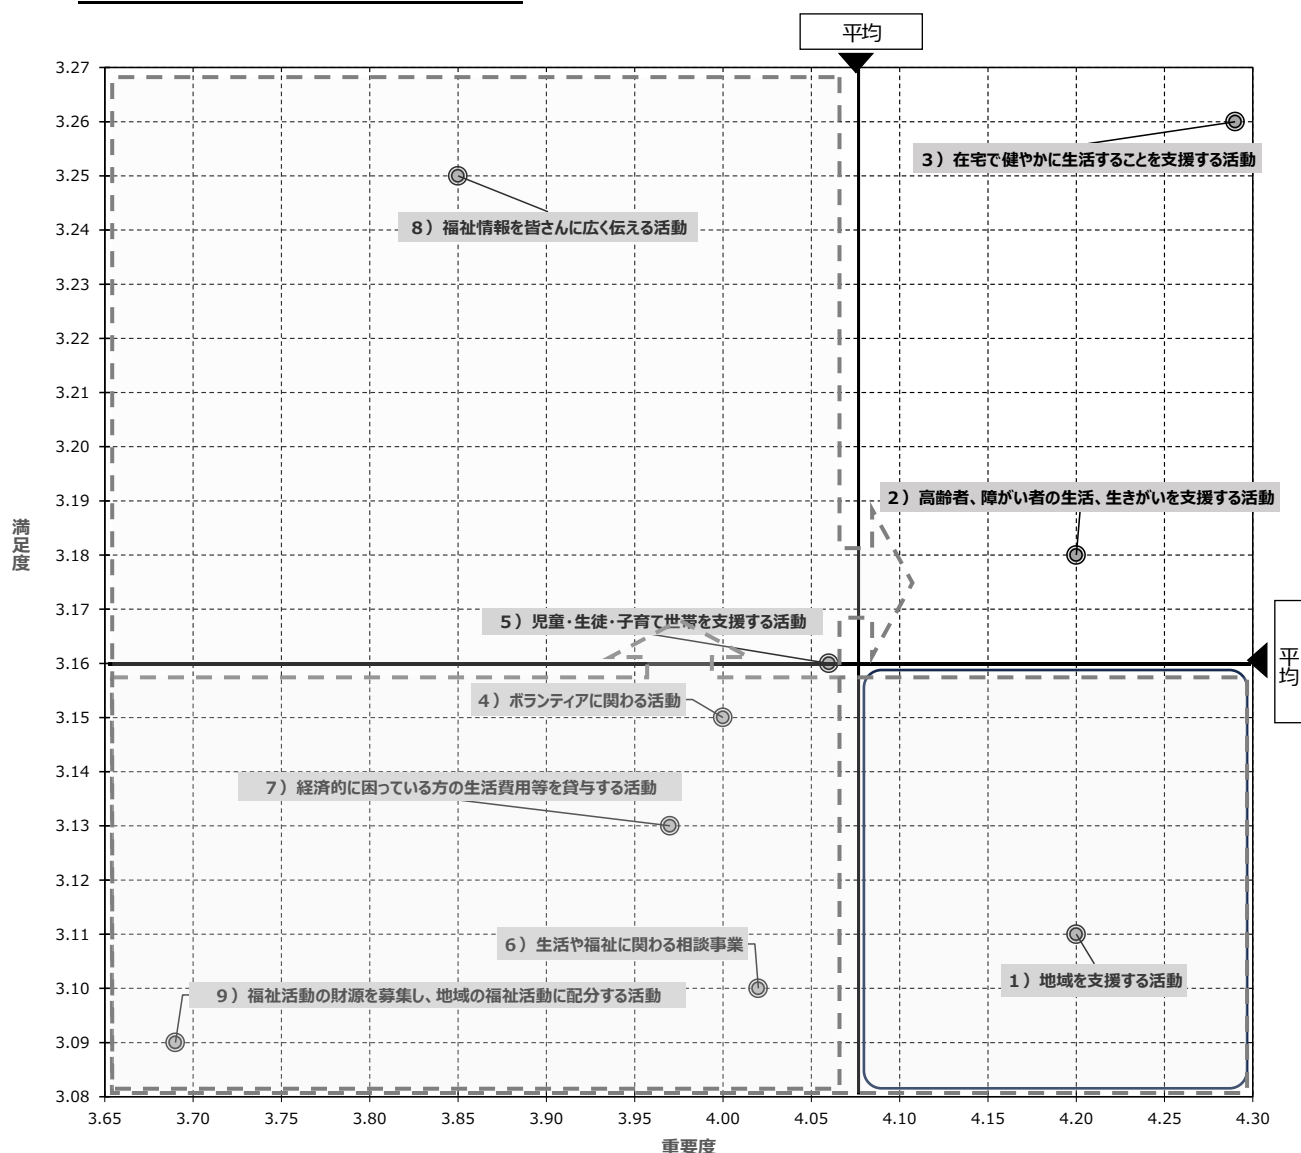 平均
3.27
3.26
3）在宅で健やかに生活することを支援する活動
3.25
8）福祉情報を皆さんに広く伝える活動
3.24
3.23
3.22
3.21
3.20
3.19
2）高齢者、障がい者の生活、生きがいを支援する活動
満足度
3.18
3.17
5）児童・生徒・子育て世帯を支援する活動
3.16
平均
4）ボランティアに関わる活動
3.15
3.14
7）経済的に困っている方の生活費用等を貸与する活動
3.13
3.12
3.11
6）生活や福祉に関わる相談事業
1）地域を支援する活動
3.10
9）福祉活動の財源を募集し、地域の福祉活動に配分する活動
3.09
3.08
3.65 3.70 3.75 3.80 3.85 3.90 3.95 4.00 4.05 4.10 4.15 4.20 4.25 4.30
重要度